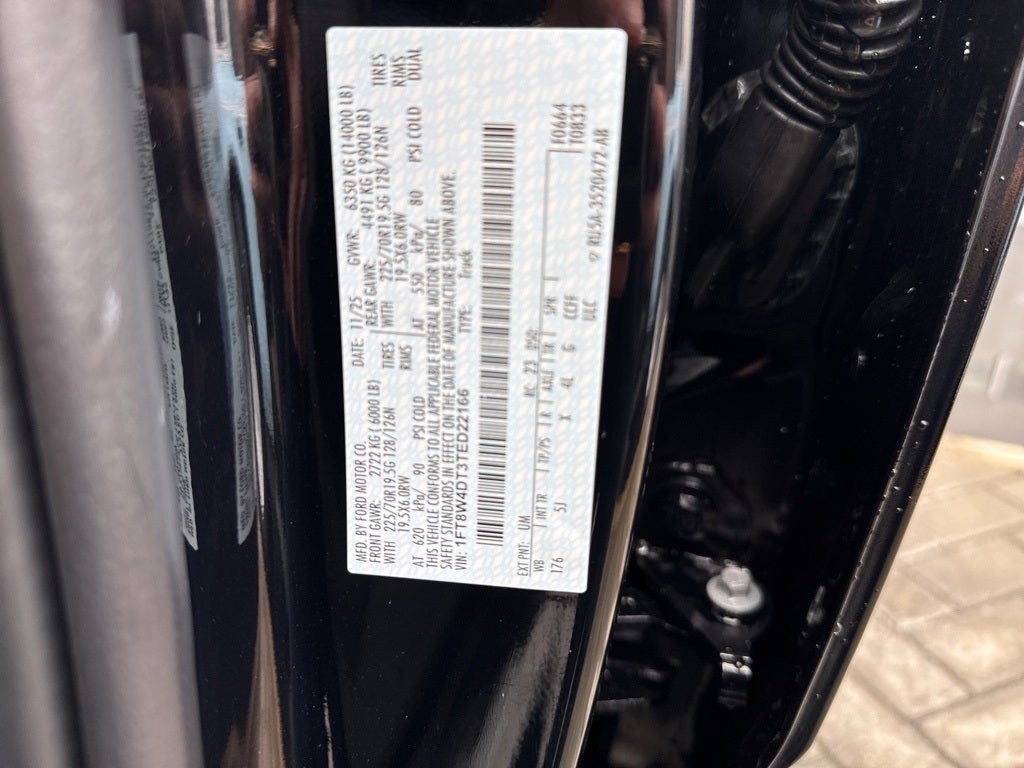 MFD. BY FORD MOTOR CO.
DATE: 11/25 GVWR: 6350 KG (14000 LB)
FRONT GAWR: 2722 KG (6000 LB)
REAR GAWR: 4491 KG (9900 LB)
WITH 225/70R19.5G 128/126N TIRES
WITH 225/70R19.5G 128/126N TIRES
19.5X6.0RW RIMS
19.5X6.0RW RIMS
AT 620 kPa/ 90 PSI COLD
AT 550 kPa/ 80 PSI COLD DUAL
THIS VEHICLE CONFORMS TO ALL APPLICABLE FEDERAL MOTOR VEHICLE
SAFETY STANDARDS IN EFFECT ON THE DATE OF MANUFACTURE SHOWN ABOVE.
VIN: 1FT8W4DT3TED22166 TYPE: Truck
EXT PNT: UM RC: 23 DSO:
WB INT TR TP/PS R AXLE TR SPR
176 5J X 4L G CCFF 10664
ULC 10833
RU5A-3520472-AB